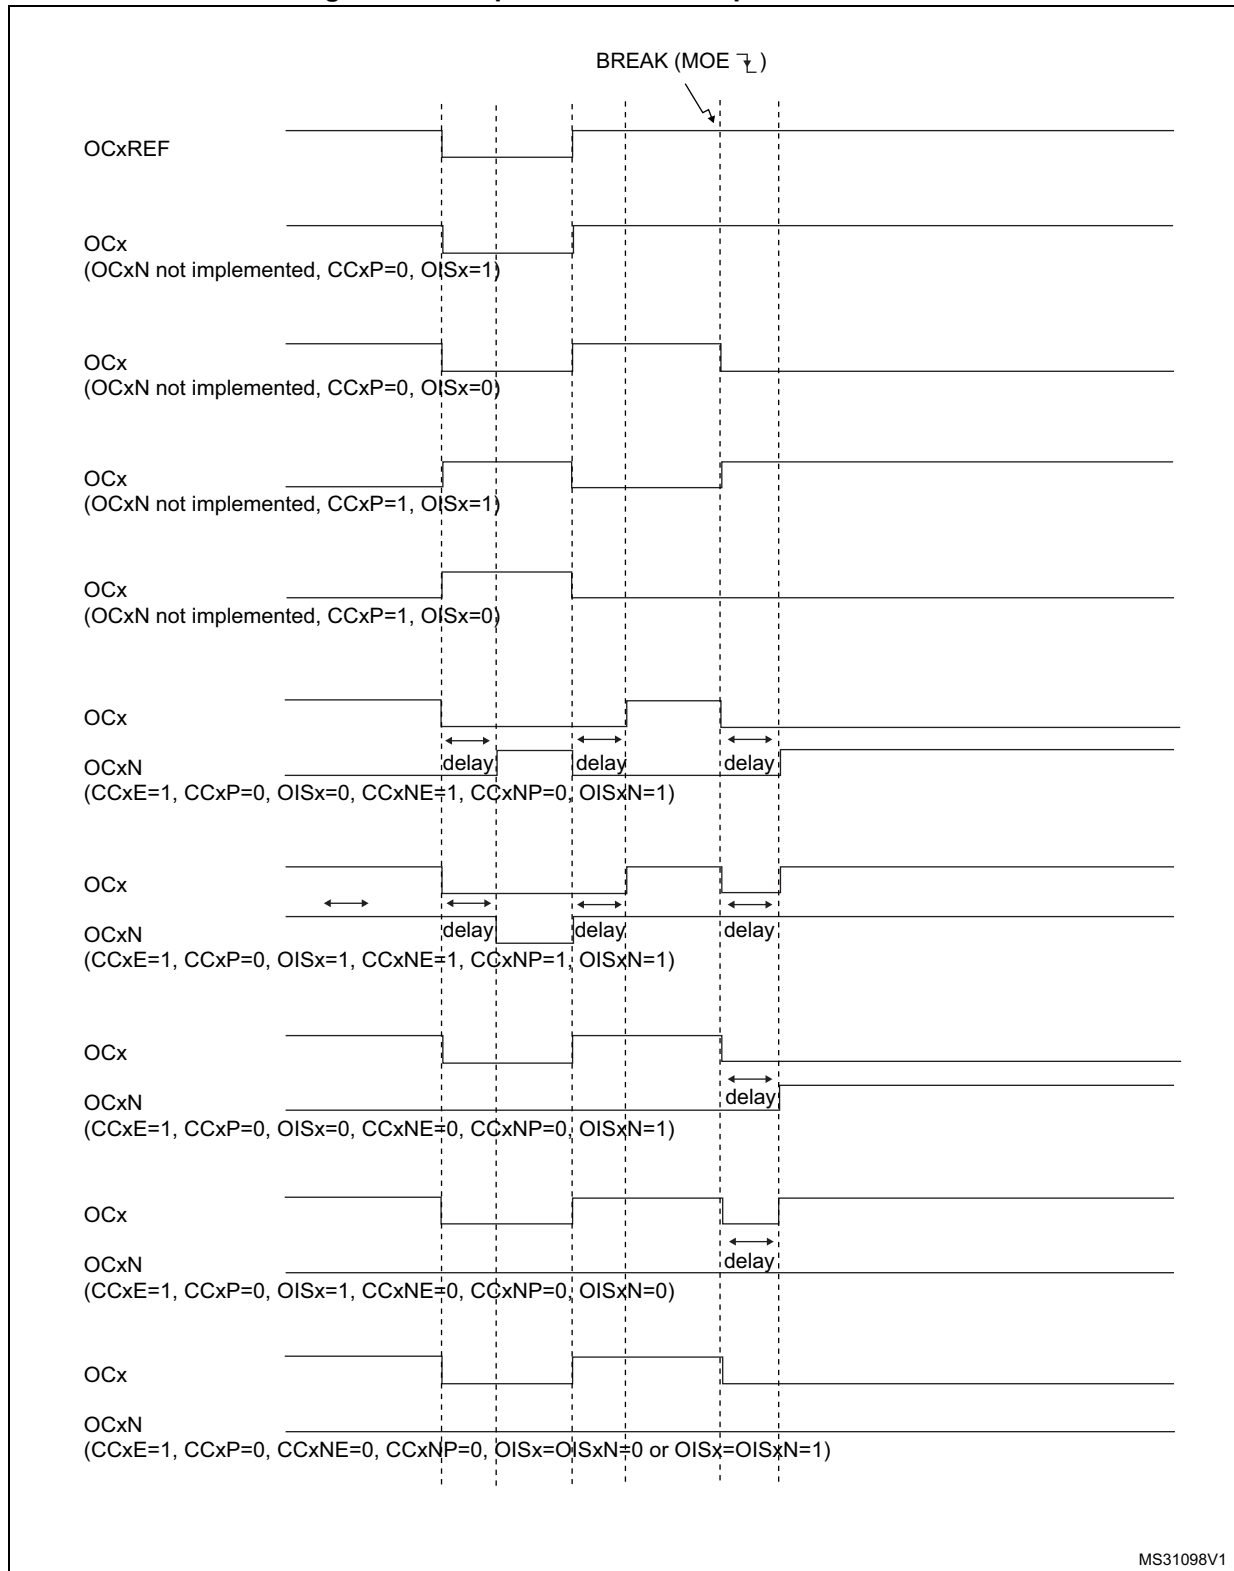 BREAK (MOE )
OCxREF
OCx
(OCxN not implemented, CCxP=0, OISx=1)
OCx
(OCxN not implemented, CCxP=0, OISx=0)
OCx
(OCxN not implemented, CCxP=1, OISx=1)
OCx
(OCxN not implemented, CCxP=1, OISx=0)
OCx
delay delay delay
OCxN
(CCxE=1, CCxP=0, OISx=0, CCxNE=1, CCxNP=0, OISxN=1)
OCx
delay delay delay
OCxN
(CCxE=1, CCxP=0, OISx=1, CCxNE=1, CCxNP=1, OISxN=1)
OCx
delay
OCxN
(CCxE=1, CCxP=0, OISx=0, CCxNE=0, CCxNP=0, OISxN=1)
OCx
delay
OCxN
(CCxE=1, CCxP=0, OISx=1, CCxNE=0, CCxNP=0, OISxN=0)
OCx
OCxN
(CCxE=1, CCxP=0, CCxNE=0, CCxNP=0, OISx=OISxN=0 or OISx=OISxN=1)
MS31098V1